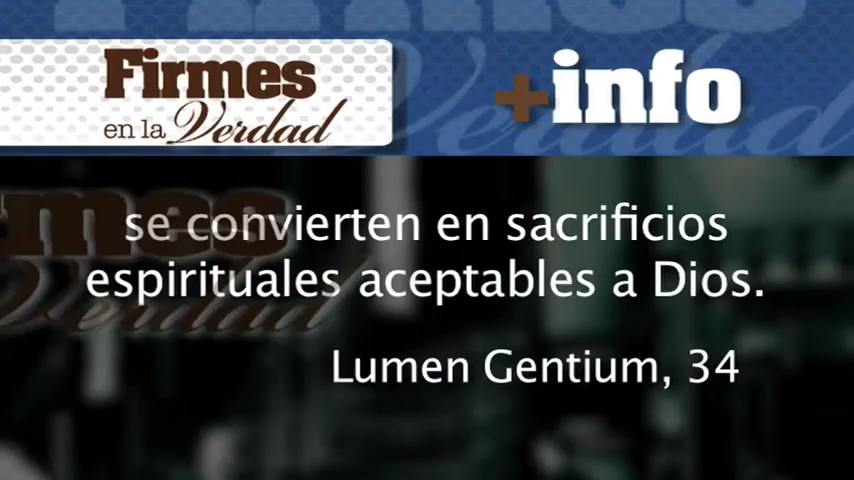 Firmes
en la Verdad
+info
se convierten en sacrificios
espirituales aceptables a Dios.
Lumen Gentium, 34